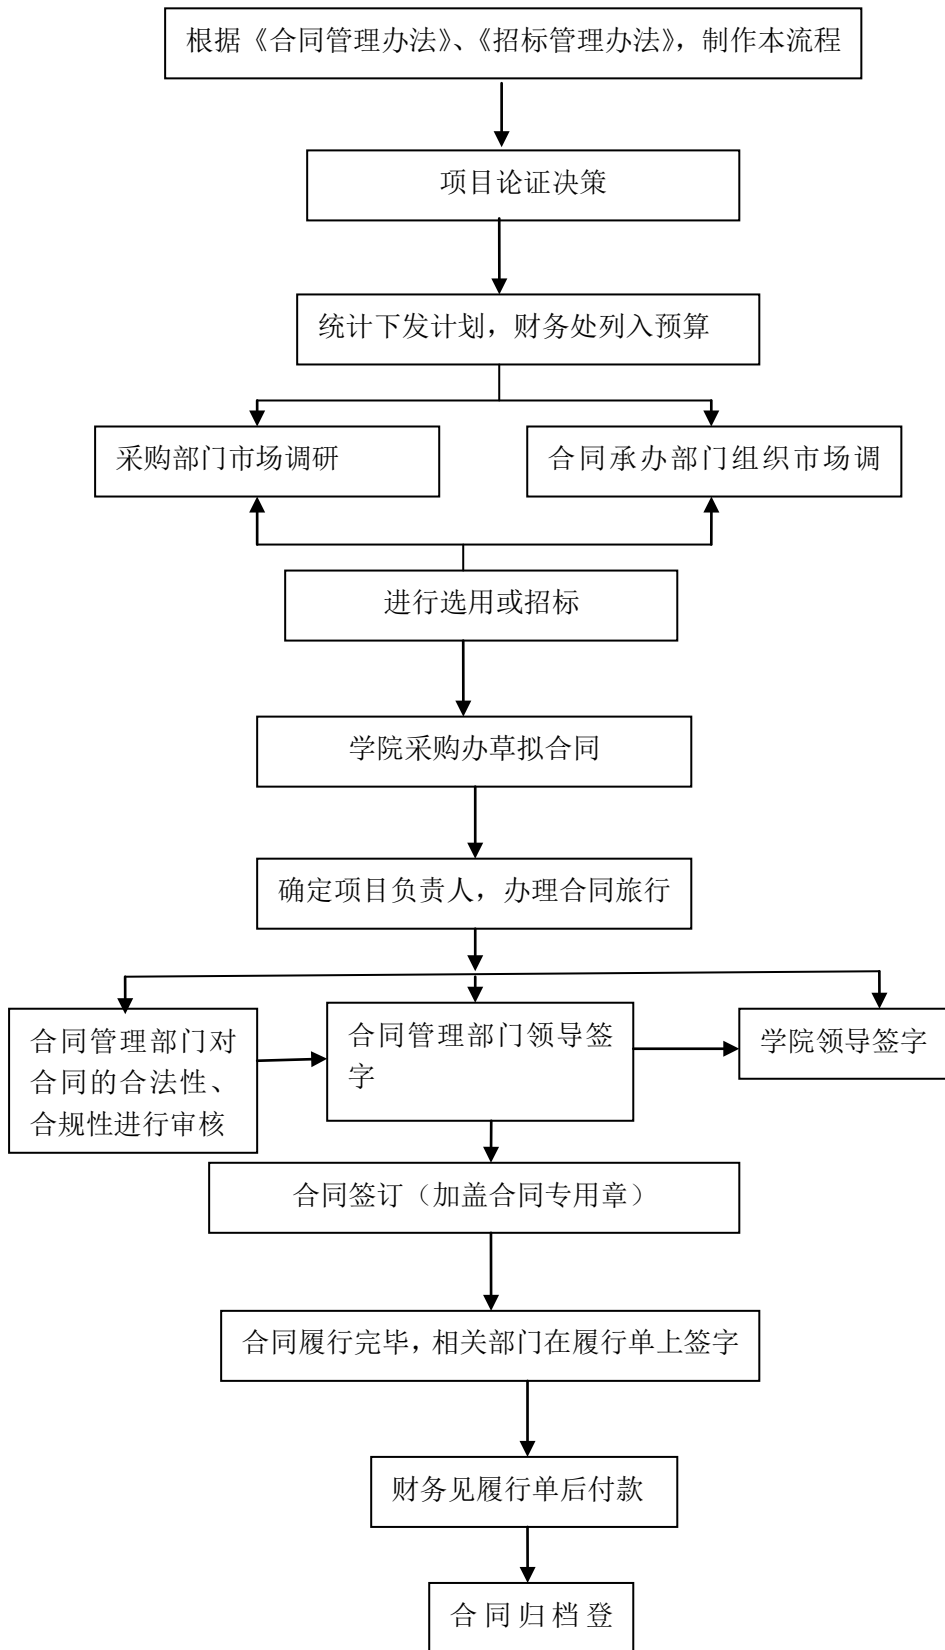 根据《合同管理办法》、《招标管理办法》，制作本流程
项目论证决策
统计下发计划，财务处列入预算
采购部门市场调研
合同承办部门组织市场调
进行选用或招标
学院采购办草拟合同
确定项目负责人，办理合同旅行
合同管理部门对
合同的合法性、
合规性进行审核
合同管理部门领导签
字
学院领导签字
合同签订（加盖合同专用章）
合同履行完毕，相关部门在履行单上签字
财务见履行单后付款
合同归档登